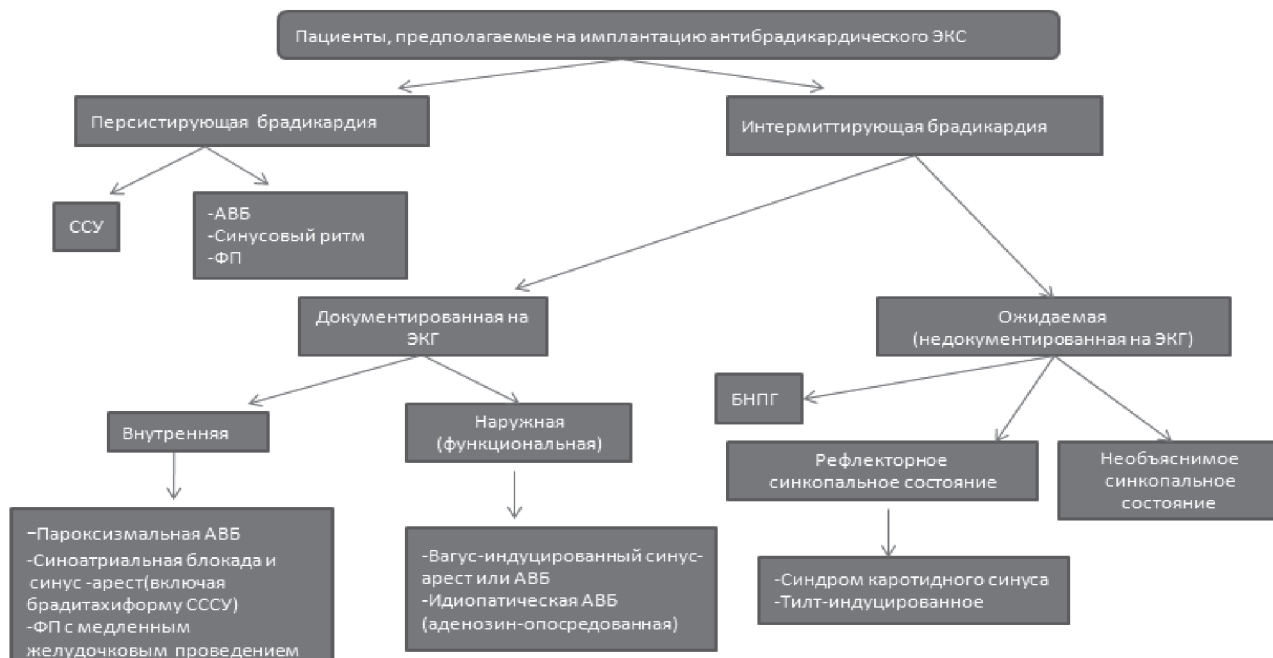 Пациенты, предполагаемые на имплантацию антибрадикардического ЭКС
Персистирующая брадикардия
Интермиттирующая брадикардия
ССУ
-АВБ
-Синусовый ритм
-ФП
Документированная на
ЭКГ
Ожидаемая
(недокументированная на ЭКГ)
Внутренняя
Наружная
(функциональная)
БНПГ
Рефлекторное
синкопальное состояние
Необъяснимое
синкопальное
состояние
-Пароксизмальная АВБ
-Синоатриальная блокада и
синус -арест(включая
брадитахиформу СССУ)
-ФП с медленным
желудочковым проведением
-Вагус-индуцированный синус-
арест или АВБ
-Идиопатическая АВБ
(аденозин-опосредованная)
-Синдром каротидного синуса
-Тилт-индуцированное